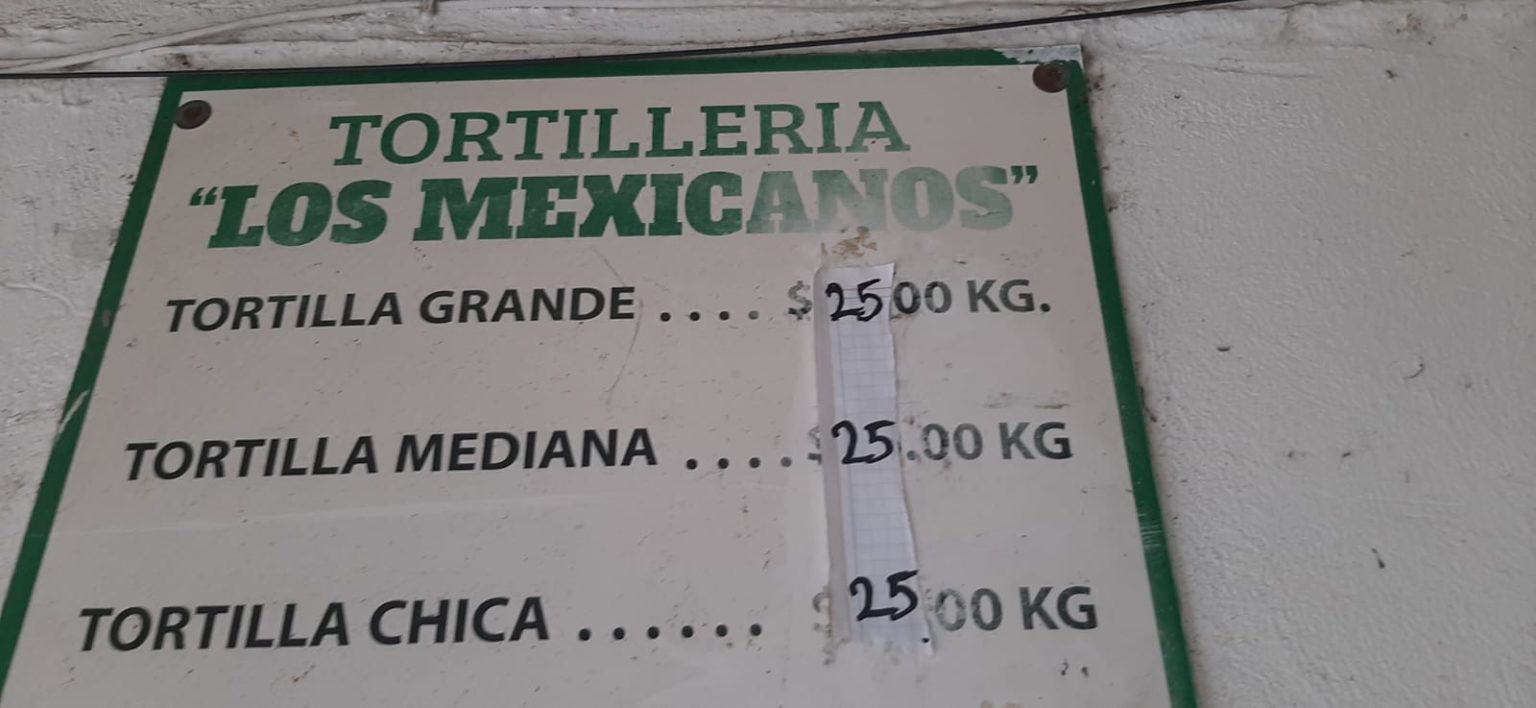 TORTILLERIA
"LOS MEXICANOS"
TORTILLA GRANDE .... $ 25 00 KG.
TORTILLA MEDIANA ....$ 25.00 KG
TORTILLA CHICA ...... $ 25.00 KG